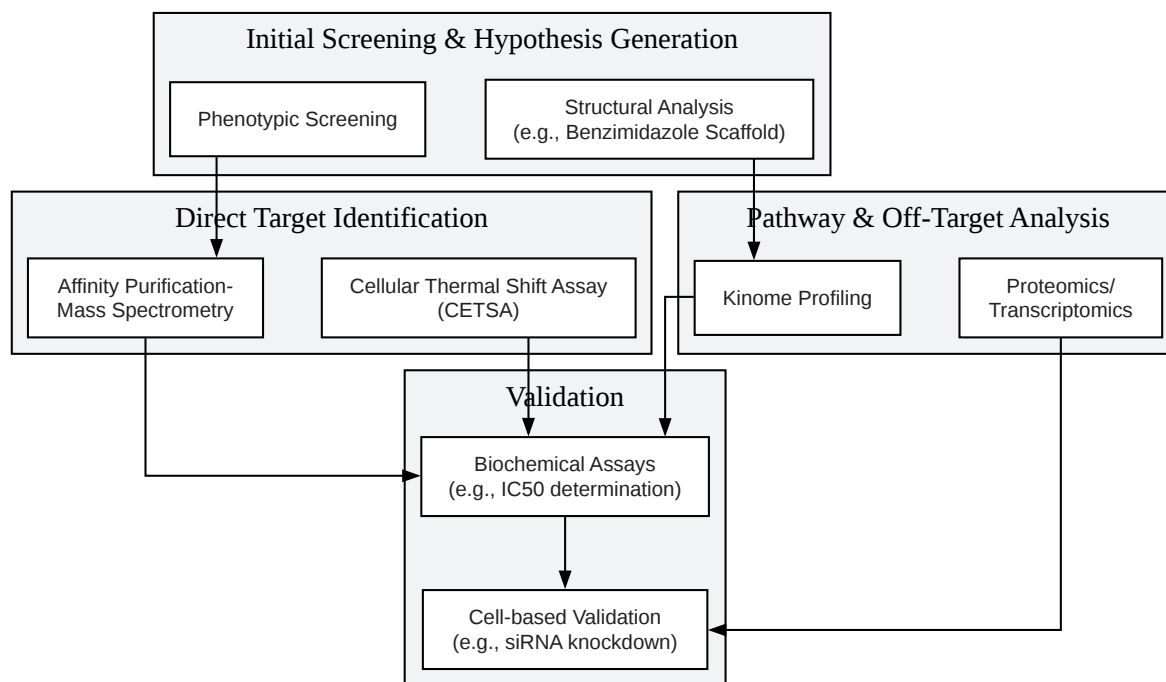 Initial Screening & Hypothesis Generation
Phenotypic Screening
Structural Analysis
(e.g., Benzimidazole Scaffold)
Direct Target Identification
Affinity Purification-
Mass Spectrometry
Cellular Thermal Shift Assay
(CETSA)
Pathway & Off-Target Analysis
Kinome Profiling
Proteomics/
Transcriptomics
Validation
Biochemical Assays
(e.g., IC50 determination)
Cell-based Validation
(e.g., siRNA knockdown)